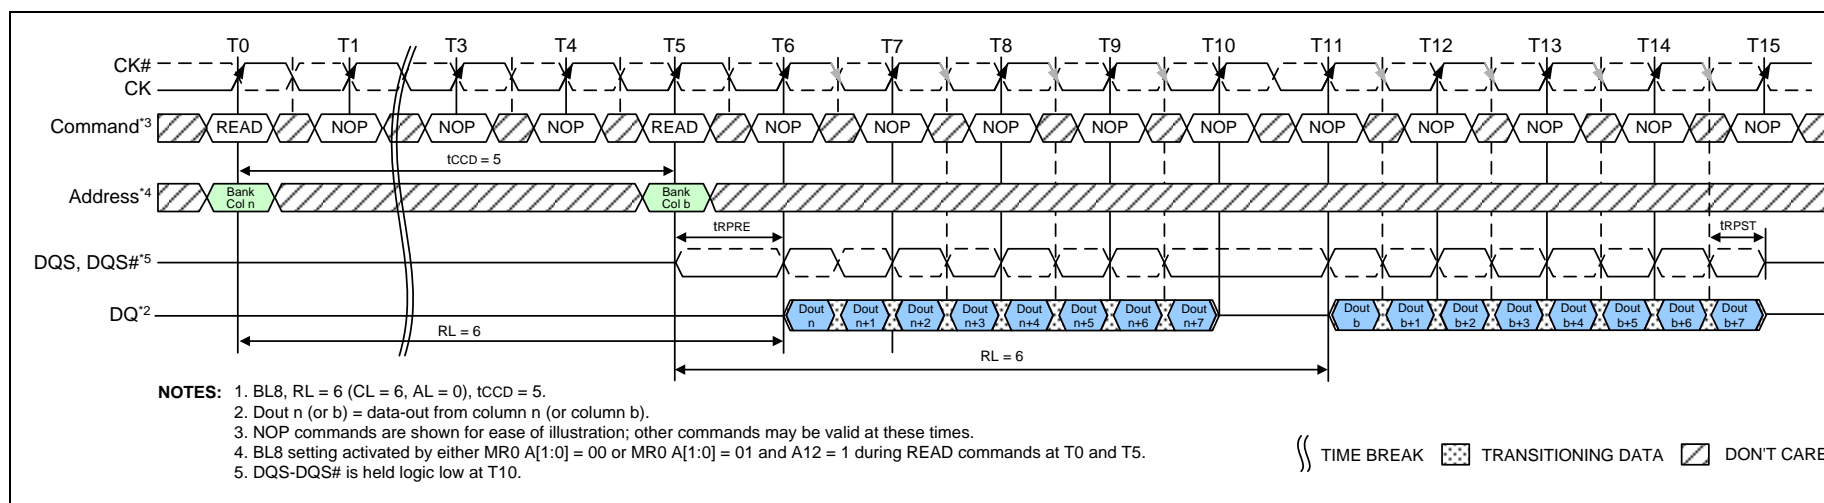 T0 T1 T3 T4 T5 T6 T7 T8 T9 T10 T11 T12 T13 T14 T15
CK#
CK
Command*3 READ NOP NOP NOP READ NOP NOP NOP NOP NOP NOP NOP NOP NOP NOP
tCCD = 5
Address*4 Bank Col n Bank Col b
tRPRE tRPST
DQS, DQS#*5
DQ*2 Dout n Dout n+1 Dout n+2 Dout n+3 Dout n+4 Dout n+5 Dout n+6 Dout n+7 Dout b Dout b+1 Dout b+2 Dout b+3 Dout b+4 Dout b+5 Dout b+6 Dout b+7
RL = 6
RL = 6
NOTES: 1. BL8, RL = 6 (CL = 6, AL = 0), tCCD = 5.
2. Dout n (or b) = data-out from column n (or column b).
3. NOP commands are shown for ease of illustration; other commands may be valid at these times.
4. BL8 setting activated by either MR0 A[1:0] = 00 or MR0 A[1:0] = 01 and A12 = 1 during READ commands at T0 and T5.
5. DQS-DQS# is held logic low at T10.
TIME BREAK TRANSITIONING DATA DON'T CARE